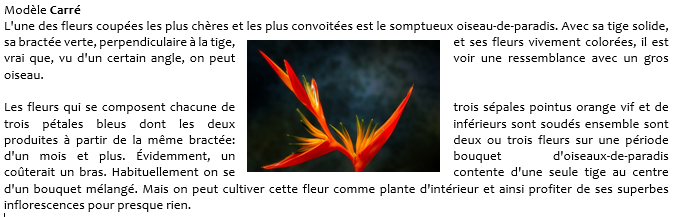 Modèle Carré
L'une des fleurs coupées les plus chères et les plus convoitées est le somptueux oiseau-de-paradis. Avec sa tige solide,
sa bractée verte, perpendiculaire à la tige, et ses fleurs vivement colorées, il est
vrai que, vu d'un certain angle, on peut voir une ressemblance avec un gros
oiseau.
Les fleurs qui se composent chacune de trois sépales pointus orange vif et de
trois pétales bleus dont les deux inférieurs sont soudés ensemble sont
produites à partir de la même bractée: deux ou trois fleurs sur une période
d'un mois et plus. Évidemment, un bouquet d'oiseaux-de-paradis
coûterait un bras. Habituellement on se contente d'une seule tige au centre
d'un bouquet mélangé. Mais on peut cultiver cette fleur comme plante d'intérieur et ainsi profiter de ses superbes
inflorescences pour presque rien.